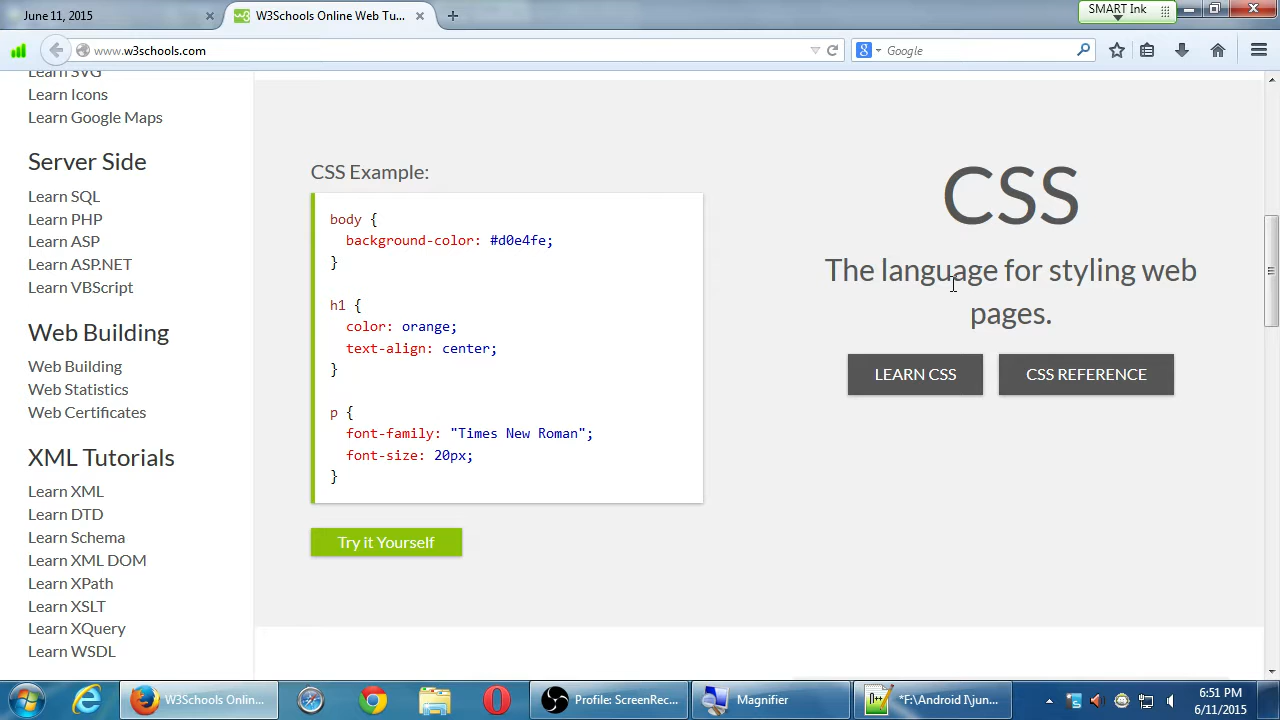 June 11, 2015
W3Schools Online Web Tu...
SMART Ink
www.w3schools.com
Google
Learn SVG
Learn Icons
Learn Google Maps
Server Side
Learn SQL
Learn PHP
Learn ASP
Learn ASP.NET
Learn VBScript
Web Building
Web Building
Web Statistics
Web Certificates
XML Tutorials
Learn XML
Learn DTD
Learn Schema
Learn XML DOM
Learn XPath
Learn XSLT
Learn XQuery
Learn WSDL
CSS Example:
body {
background-color: #d0e4fe;
}
h1 {
color: orange;
text-align: center;
}
p {
font-family: "Times New Roman";
font-size: 20px;
}
Try it Yourself
CSS
The language for styling web
pages.
LEARN CSS
CSS REFERENCE
W3Schools Onlin...
Profile: ScreenRec...
Magnifier
*F:\Android I\jun...
6:51 PM
6/11/2015